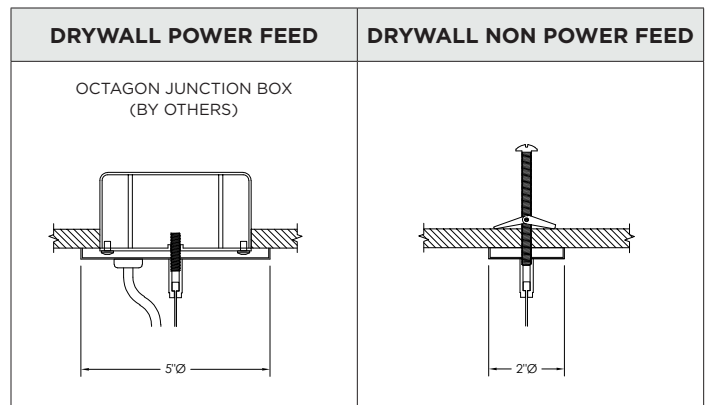 DRYWALL POWER FEED
DRYWALL NON POWER FEED
OCTAGON JUNCTION BOX
(BY OTHERS)
5"Ø
2"Ø